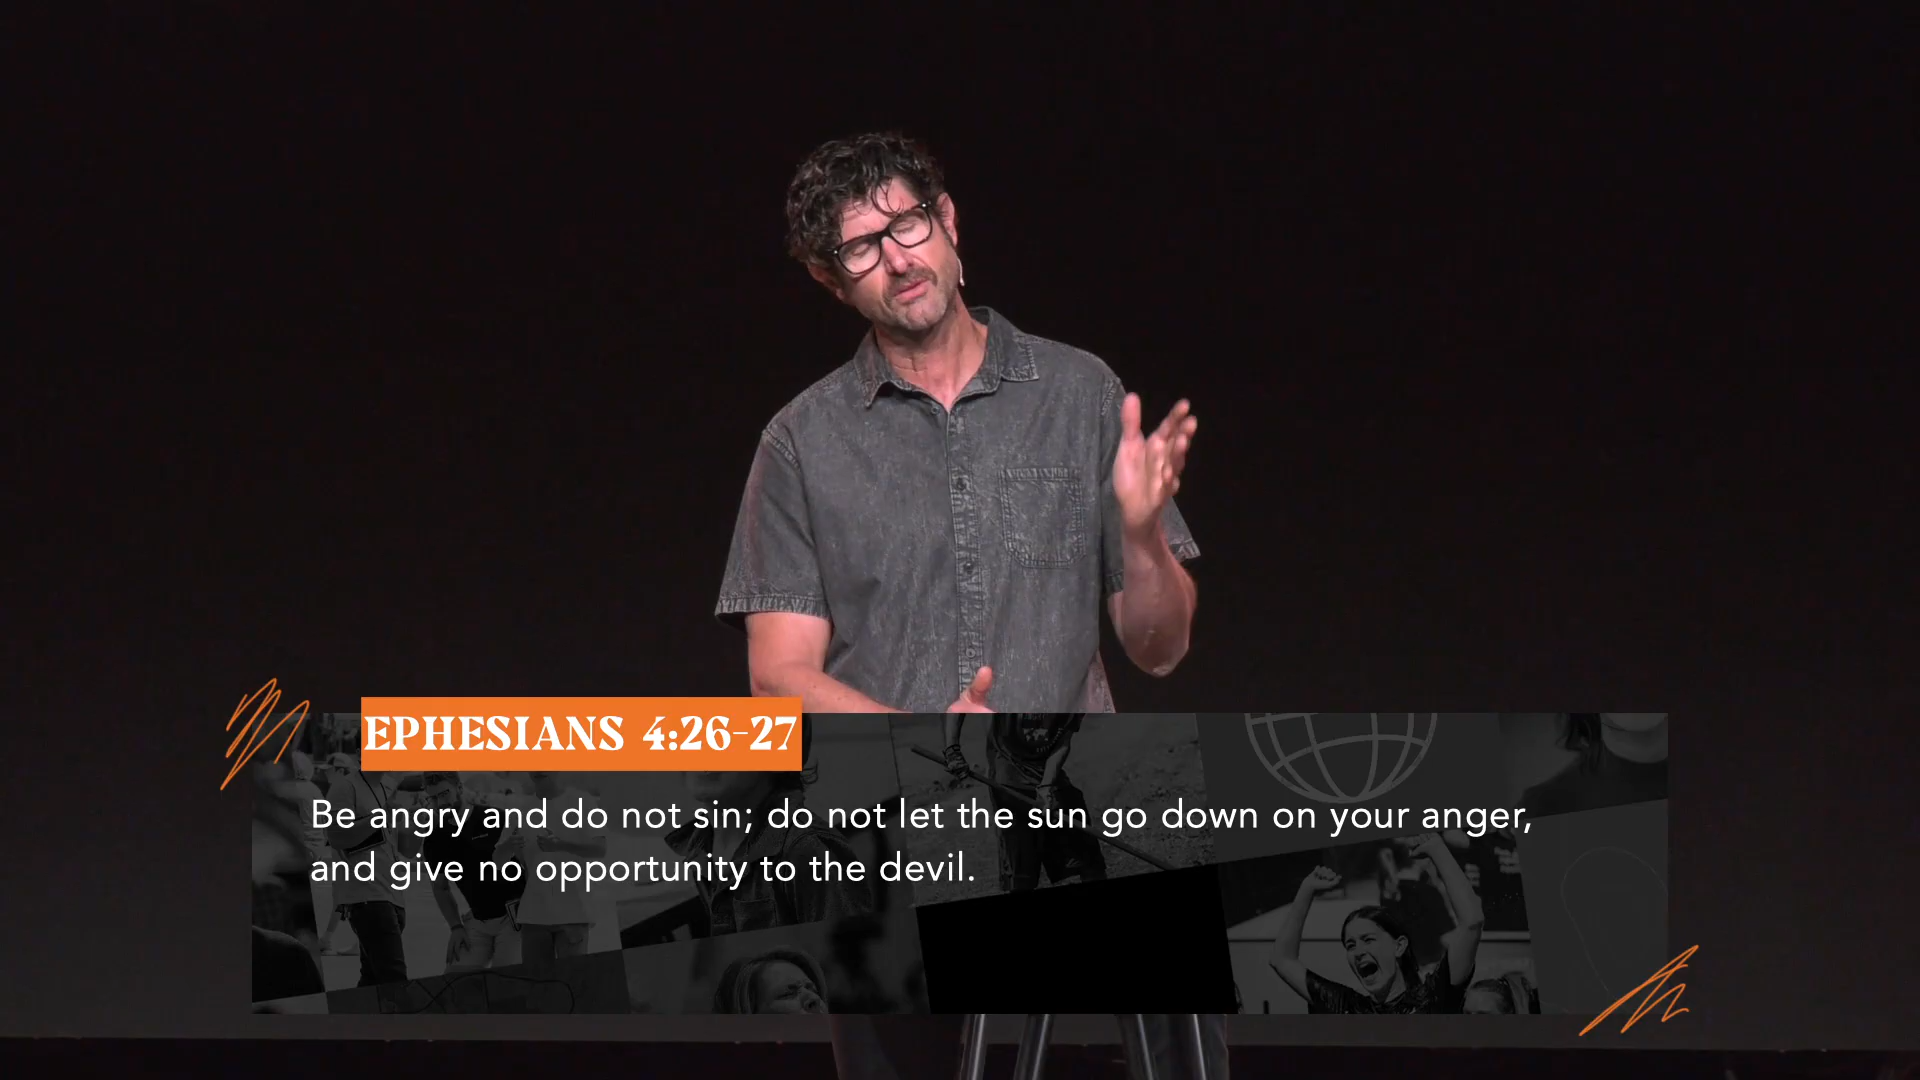 EPHESIANS 4:26-27
Be angry and do not sin; do not let the sun go down on your anger,
and give no opportunity to the devil.